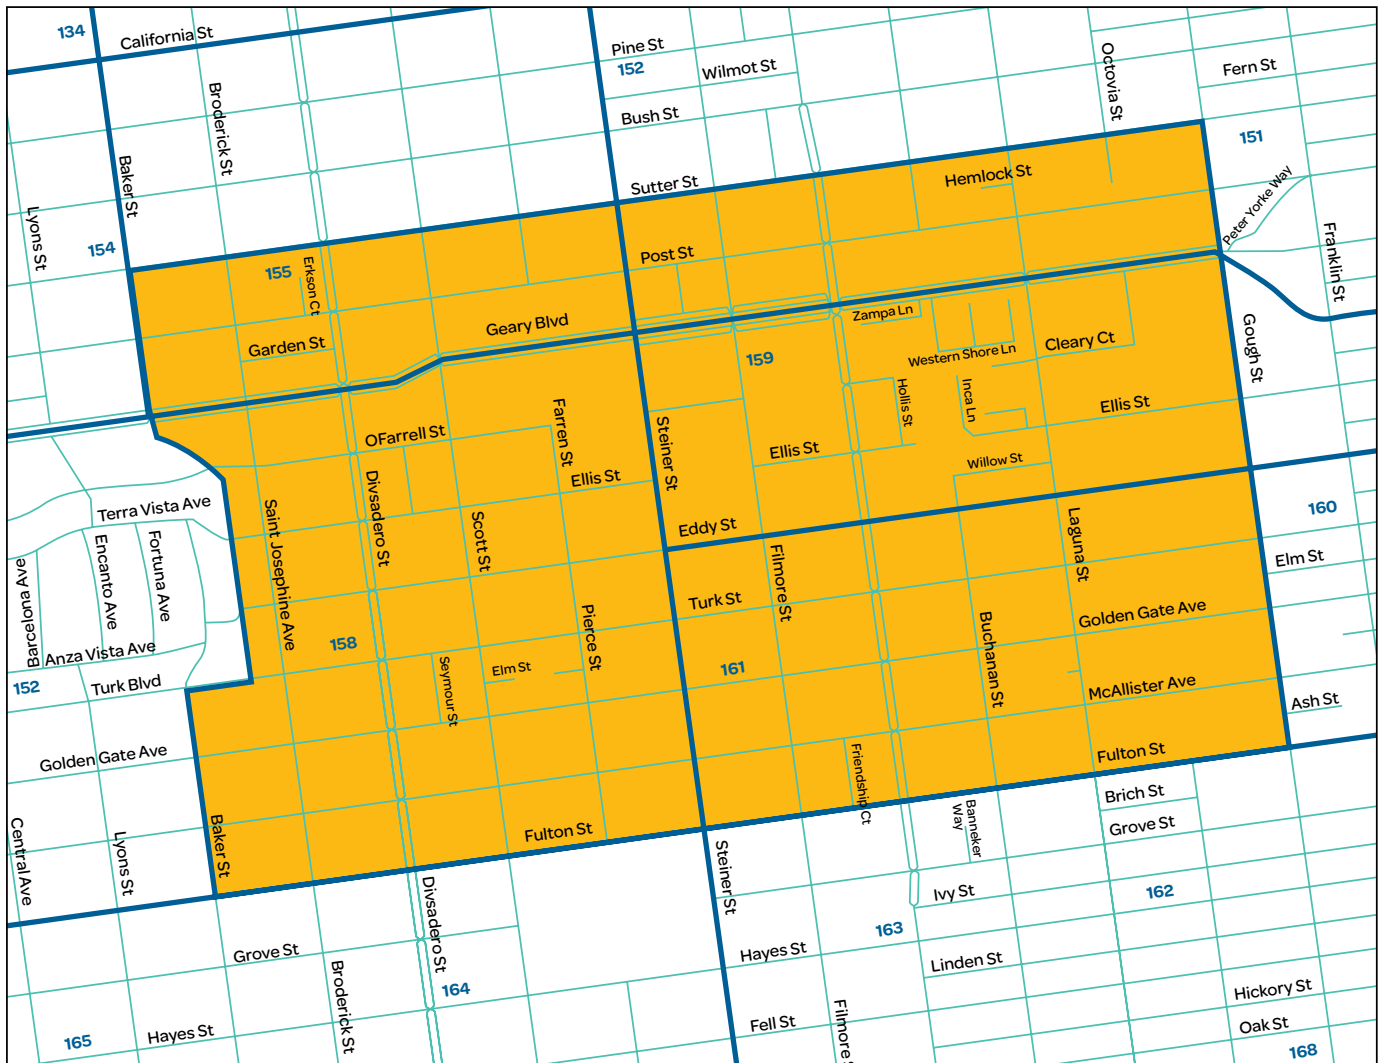 134
California St
Pine St
152
Wilmot St
Octovia St
Fern St
Broderick St
Bush St
151
Baker St
Sutter St
Hemlock St
Peter Yorke Way
Lyons St
154
155
Erkson Ct
Post St
Franklin St
Geary Blvd
Garden St
Zampa Ln
159
Western Shore Ln
Cleary Ct
Gough St
Hollis St
Inca Ln
Ellis St
Farren St
Steiner St
OFarrell St
Ellis St
Willow St
Ellis St
Divsadero St
Terra Vista Ave
Saint Josephine Ave
Scott St
Eddy St
Laguna St
160
Encanto Ave
Fortuna Ave
Barcelona Ave
Filmore St
Elm St
Turk St
Pierce St
Buchanan St
Golden Gate Ave
158
Anza Vista Ave
Seymour St
Elm St
161
152
Turk Blvd
McAllister Ave
Ash St
Golden Gate Ave
Friendship Ct
Fulton St
Central Ave
Lyons St
Baker St
Fulton St
Banneker
Way
Brich St
Grove St
Steiner St
Divsadero St
Ivy St
162
163
Grove St
Hayes St
Linden St
Broderick St
164
Hickory St
165
Hayes St
Fell St
Filmore S
Oak St
168